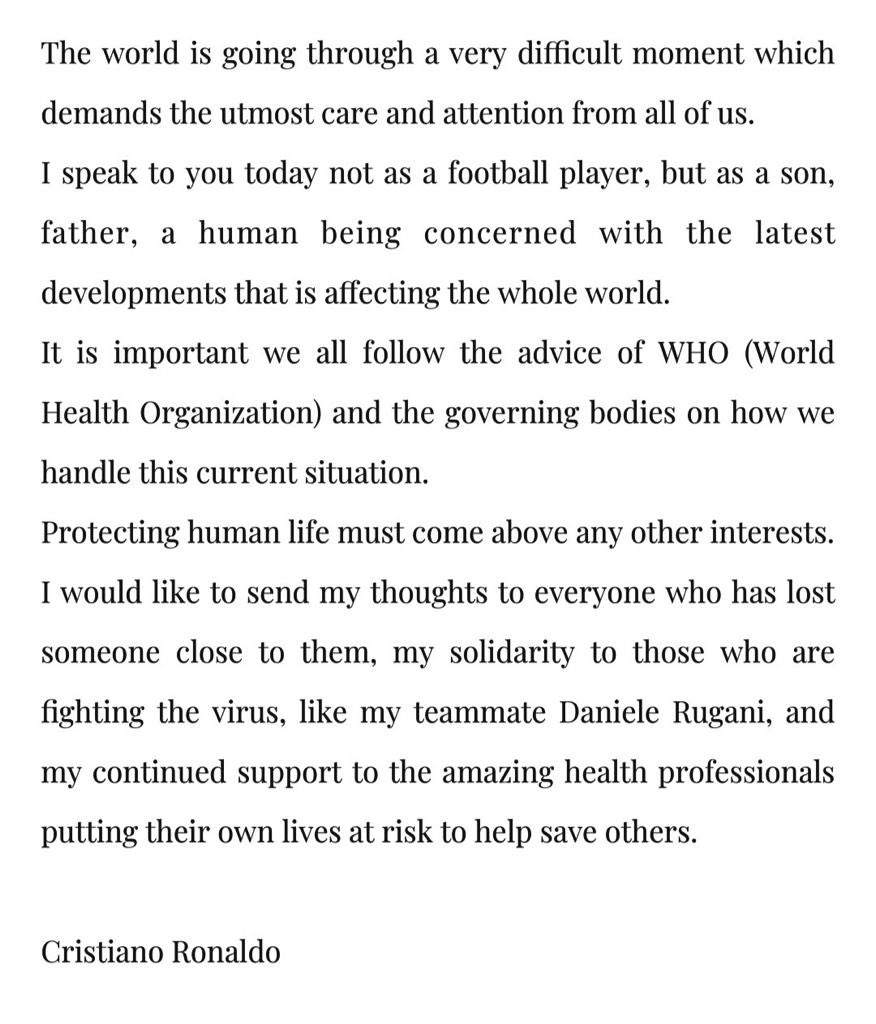 The world is going through a very difficult moment which
demands the utmost care and attention from all of us.
I speak to you today not as a football player, but as a son,
father, a human being concerned with the latest
developments that is affecting the whole world.
It is important we all follow the advice of WHO (World
Health Organization) and the governing bodies on how we
handle this current situation.
Protecting human life must come above any other interests.
I would like to send my thoughts to everyone who has lost
someone close to them, my solidarity to those who are
fighting the virus, like my teammate Daniele Rugani, and
my continued support to the amazing health professionals
putting their own lives at risk to help save others.
Cristiano Ronaldo